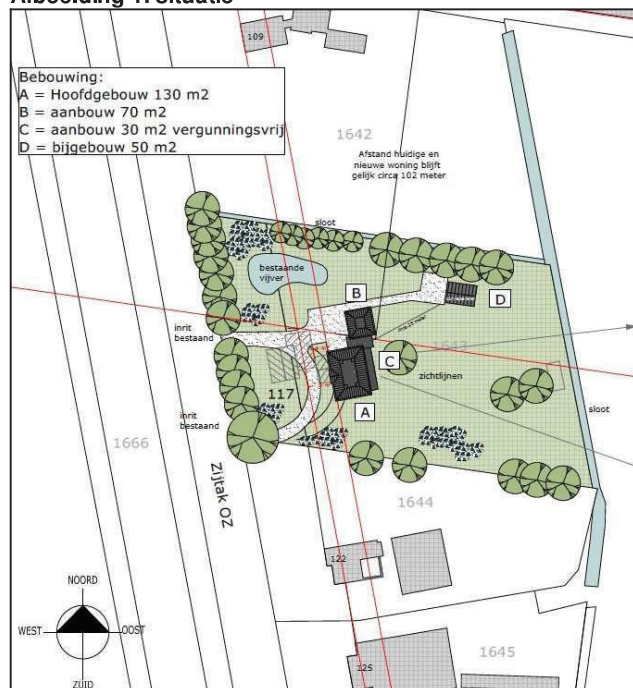 Afbeelding 1: Situatie
109
Bebouwing:
A = Hoofdgebouw 130 m2
B = aanbouw 70 m2
C = aanbouw 30 m2 vergunningsvrij
D = bijgebouw 50 m2
1642
Afstand huidige en
nieuwe woning blijft
gelijk circa 102 meter
sloot
bestaande
vijver
B
D
inrit
bestaand
C
1643
zichtlijnen
117
A
sloot
inrit
bestaand
1666
Zijtak OZ
1644
122
NOORD
WEST
OOST
ZUID
1645
125